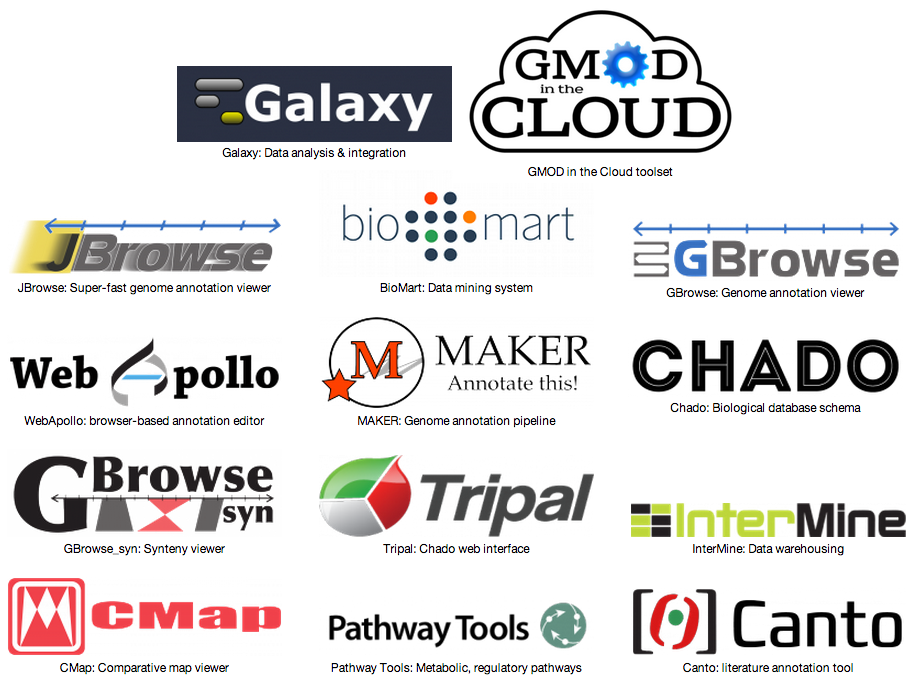 Galaxy
Galaxy: Data analysis & integration
GMOD
in the
CLOUD
GMOD in the Cloud toolset
JBrowse
JBrowse: Super-fast genome annotation viewer
bio mart
BioMart: Data mining system
GBrowse
GBrowse: Genome annotation viewer
Web Apollo
WebApollo: browser-based annotation editor
M
MAKER
Annotate this!
MAKER: Genome annotation pipeline
CHADO
Chado: Biological database schema
GBrowse
syn
GBrowse_syn: Synteny viewer
Tripal
Tripal: Chado web interface
InterMine
InterMine: Data warehousing
CMap
CMap: Comparative map viewer
Pathway Tools
Pathway Tools: Metabolic, regulatory pathways
Canto
Canto: literature annotation tool